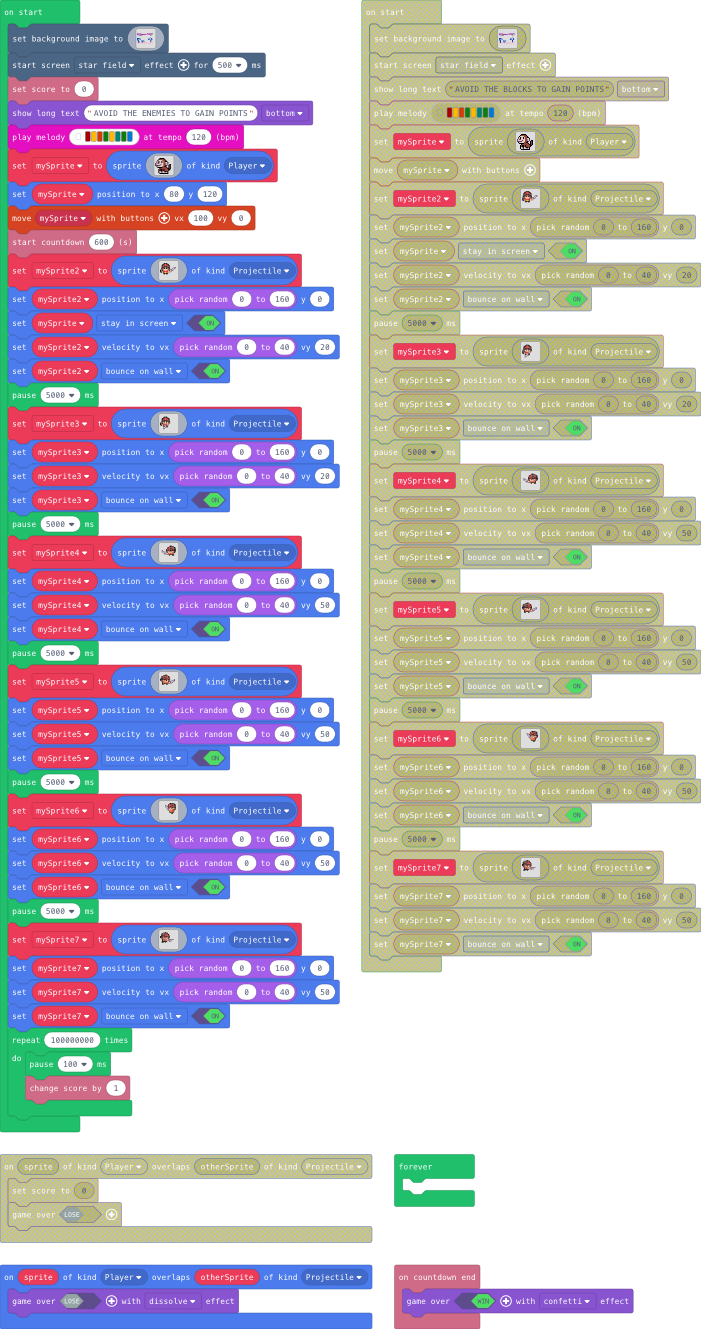 on start
set background image to
start screen star field effect for 500 ms
set score to 0
show long text "AVOID THE ENEMIES TO GAIN POINTS" bottom
play melody at tempo 120 (bpm)
set mySprite to sprite of kind Player
set mySprite position to x 80 y 120
move mySprite with buttons vx 100 vy 0
start countdown 600 (s)
set mySprite2 to sprite of kind Projectile
set mySprite2 position to x pick random 0 to 160 y 0
set mySprite stay in screen ON
set mySprite2 velocity to vx pick random 0 to 40 vy 20
set mySprite2 bounce on wall ON
pause 5000 ms
set mySprite3 to sprite of kind Projectile
set mySprite3 position to x pick random 0 to 160 y 0
set mySprite3 velocity to vx pick random 0 to 40 vy 20
set mySprite3 bounce on wall ON
pause 5000 ms
set mySprite4 to sprite of kind Projectile
set mySprite4 position to x pick random 0 to 160 y 0
set mySprite4 velocity to vx pick random 0 to 40 vy 50
set mySprite4 bounce on wall ON
pause 5000 ms
set mySprite5 to sprite of kind Projectile
set mySprite5 position to x pick random 0 to 160 y 0
set mySprite5 velocity to vx pick random 0 to 40 vy 50
set mySprite5 bounce on wall ON
pause 5000 ms
set mySprite6 to sprite of kind Projectile
set mySprite6 position to x pick random 0 to 160 y 0
set mySprite6 velocity to vx pick random 0 to 40 vy 50
set mySprite6 bounce on wall ON
pause 5000 ms
set mySprite7 to sprite of kind Projectile
set mySprite7 position to x pick random 0 to 160 y 0
set mySprite7 velocity to vx pick random 0 to 40 vy 50
set mySprite7 bounce on wall ON
repeat 100000000 times
do
pause 100 ms
change score by 1
on start
set background image to
start screen star field effect
show long text "AVOID THE BLOCKS TO GAIN POINTS" bottom
play melody at tempo 120 (bpm)
set mySprite to sprite of kind Player
move mySprite with buttons
set mySprite2 to sprite of kind Projectile
set mySprite2 position to x pick random 0 to 160 y 0
set mySprite stay in screen ON
set mySprite2 velocity to vx pick random 0 to 40 vy 20
set mySprite2 bounce on wall ON
pause 5000 ms
set mySprite3 to sprite of kind Projectile
set mySprite3 position to x pick random 0 to 160 y 0
set mySprite3 velocity to vx pick random 0 to 40 vy 20
set mySprite3 bounce on wall ON
pause 5000 ms
set mySprite4 to sprite of kind Projectile
set mySprite4 position to x pick random 0 to 160 y 0
set mySprite4 velocity to vx pick random 0 to 40 vy 50
set mySprite4 bounce on wall ON
pause 5000 ms
set mySprite5 to sprite of kind Projectile
set mySprite5 position to x pick random 0 to 160 y 0
set mySprite5 velocity to vx pick random 0 to 40 vy 50
set mySprite5 bounce on wall ON
pause 5000 ms
set mySprite6 to sprite of kind Projectile
set mySprite6 position to x pick random 0 to 160 y 0
set mySprite6 velocity to vx pick random 0 to 40 vy 50
set mySprite6 bounce on wall ON
pause 5000 ms
set mySprite7 to sprite of kind Projectile
set mySprite7 position to x pick random 0 to 160 y 0
set mySprite7 velocity to vx pick random 0 to 40 vy 50
set mySprite7 bounce on wall ON
on sprite of kind Player overlaps otherSprite of kind Projectile
set score to 0
game over LOSE
forever
on sprite of kind Player overlaps otherSprite of kind Projectile
game over LOSE with dissolve effect
on countdown end
game over WIN with confetti effect